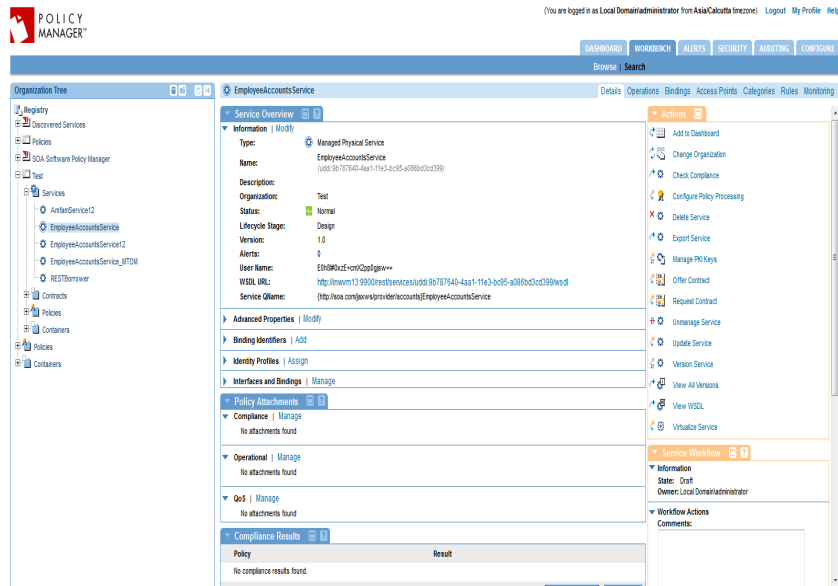 (You are logged in as Local Domain\administrator from Asia/Calcutta timezone) Logout My Profile Help
POLICY
MANAGER™
DASHBOARD WORKBENCH ALERTS SECURITY AUDITING CONFIGURE
Browse | Search
Organization Tree
Registry
Discovered Services
Policies
SOA Software Policy Manager
Test
Services
AmfamService12
EmployeeAccountsService
EmployeeAccountsService12
EmployeeAccountsService_MTOM
RESTBorrower
Contracts
Policies
Containers
Policies
Containers
EmployeeAccountsService
Details Operations Bindings Access Points Categories Rules Monitoring
Service Overview
Information | Modify
Type: Managed Physical Service
Name: EmployeeAccountsService
(uddi:9b787640-4aa1-11e3-bc95-a086bd3cd399)
Description:
Organization: Test
Status: Normal
Lifecycle Stage: Design
Version: 1.0
Alerts: 0
User Name:
WSDL URL: http://mwvm13:9900/rest/services/uddi:9b787640-4aa1-11e3-bc95-a086bd3cd399/wsdl
Service QName: {http://soa.com/jaxws/provider/accounts}EmployeeAccountsService
Advanced Properties | Modify
Binding Identifiers | Add
Identity Profiles | Assign
Interfaces and Bindings | Manage
Policy Attachments
Compliance | Manage
No attachments found
Operational | Manage
No attachments found
QoS | Manage
No attachments found
Compliance Results
Policy Result
No compliance results found.
Actions
Add to Dashboard
Change Organization
Check Compliance
Configure Policy Processing
Delete Service
Export Service
Manage PKI Keys
Offer Contract
Request Contract
Unmanage Service
Update Service
Version Service
View All Versions
View WSDL
Virtualize Service
Service Workflow
Information
State: Draft
Owner: Local Domain\administrator
Workflow Actions
Comments: